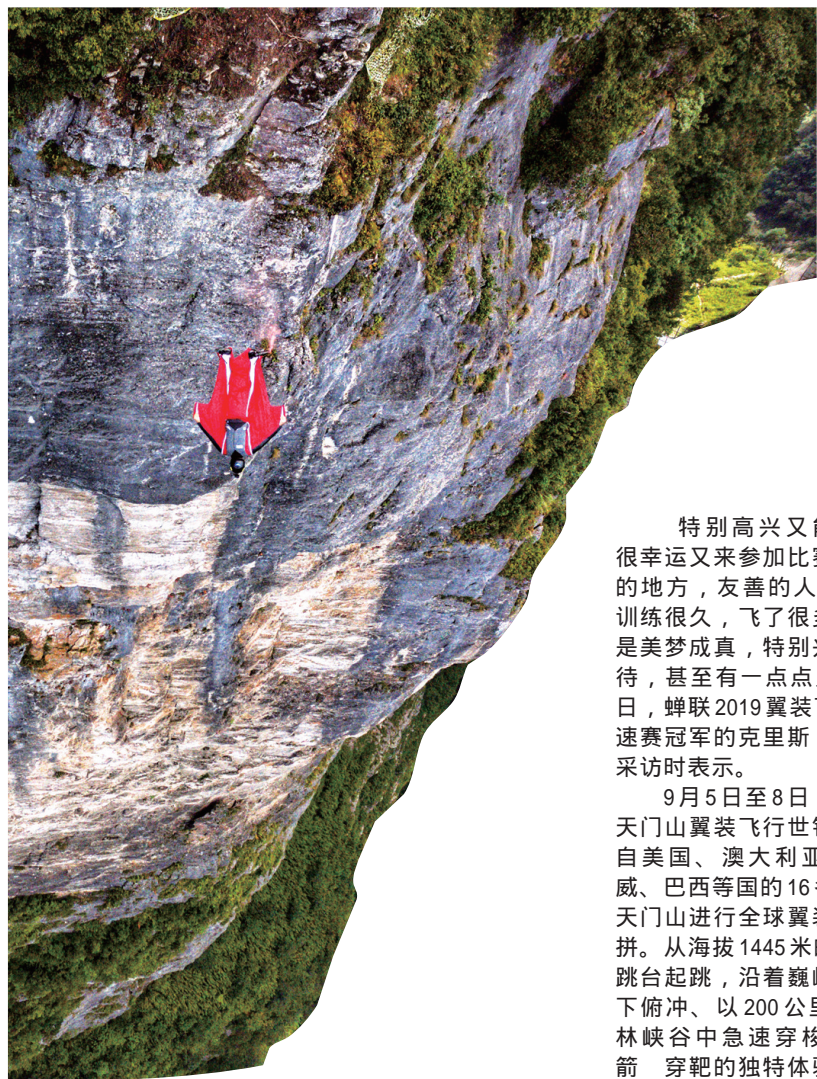 特别高兴又
很幸运又来参加比
的地方，友善的人
训练很久，飞了很
是美梦成真，特别
待，甚至有一点点
日，蝉联2019翼装
速赛冠军的克里斯
采访时表示。
9月5日至8日
天门山翼装飞行世
自美国、澳大利亚
威、巴西等国的16
天门山进行全球翼
拼。从海拔1445米
跳台起跳，沿着巍
下俯冲、以200公里
林峡谷中急速穿梭
箭 穿靶的独特体